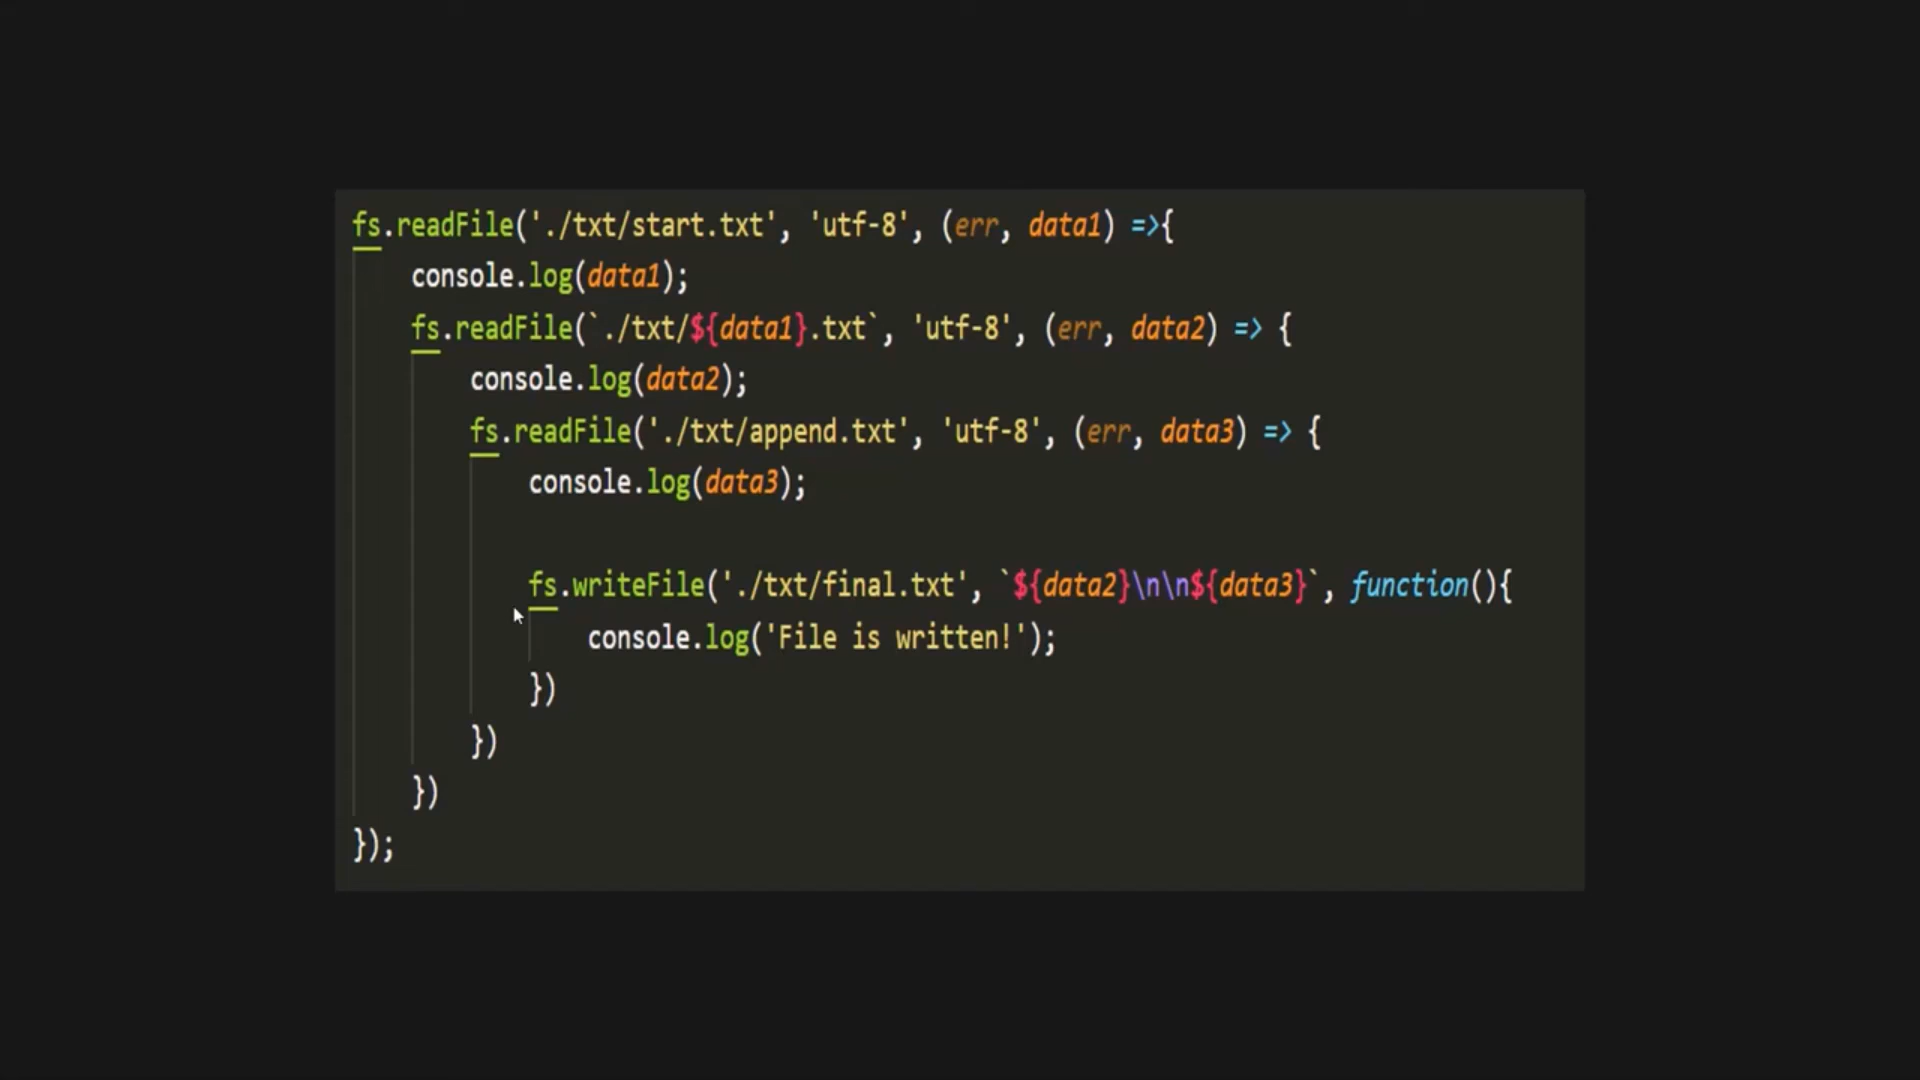 fs.readFile('./txt/start.txt', 'utf-8', (err, data1) =>{
    console.log(data1);
    fs.readFile(`./txt/${data1}.txt`, 'utf-8', (err, data2) => {
        console.log(data2);
        fs.readFile('./txt/append.txt', 'utf-8', (err, data3) => {
            console.log(data3);

            fs.writeFile('./txt/final.txt', `${data2}\n\n${data3}`, function(){
                console.log('File is written!');
            })
        })
    })
});